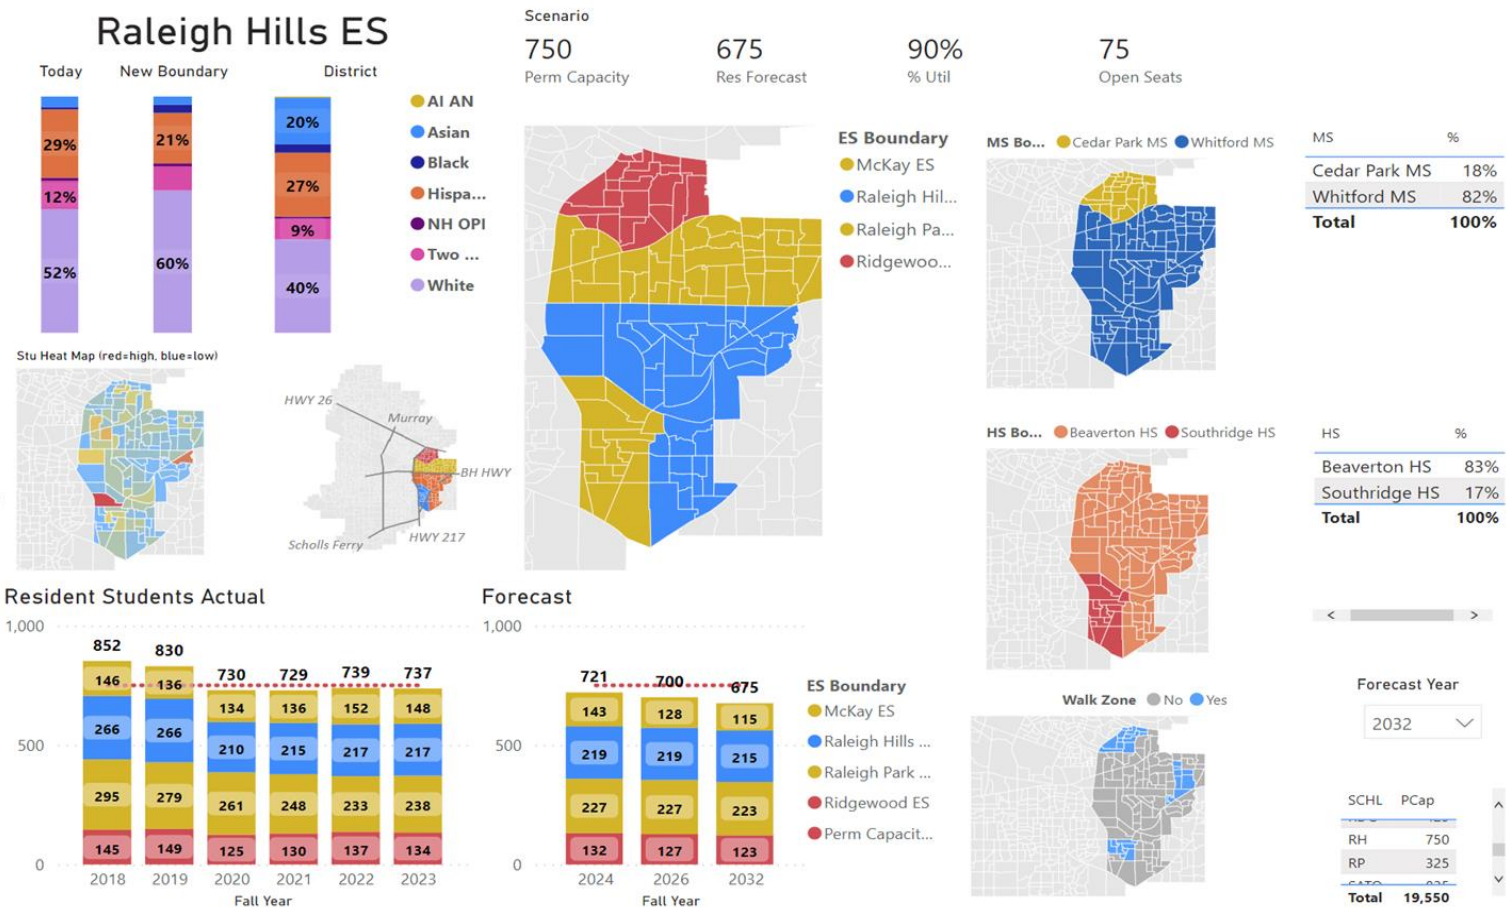 Raleigh Hills ES
Today
New Boundary
District
29%
12%
52%
21%
60%
20%
27%
9%
40%
AI AN
Asian
Black
Hispa...
NH OPI
Two ...
White
Scenario
750
Perm Capacity
675
Res Forecast
90%
% Util
75
Open Seats
ES Boundary
McKay ES
Raleigh Hil...
Raleigh Pa...
Ridgewoo...
MS Bo... Cedar Park MS Whitford MS
MS %
Cedar Park MS 18%
Whitford MS 82%
Total 100%
Stu Heat Map (red=high, blue=low)
HWY 26
Murray
BH HWY
HWY 217
Scholls Ferry
HS Bo... Beaverton HS Southridge HS
HS %
Beaverton HS 83%
Southridge HS 17%
Total 100%
Resident Students Actual
1,000
500
0
852
146
266
295
145
2018
830
136
266
279
149
2019
730
134
210
261
125
2020
729
136
215
248
130
2021
739
152
217
233
137
2022
737
148
217
238
134
2023
Fall Year
Forecast
1,000
500
0
721
143
219
227
132
2024
700
128
219
227
127
2026
675
115
215
223
123
2032
Fall Year
ES Boundary
McKay ES
Raleigh Hills ...
Raleigh Park ...
Ridgewood ES
Perm Capacit...
Walk Zone No Yes
Forecast Year
2032
SCHL PCap
RH 750
RP 325
Total 19,550